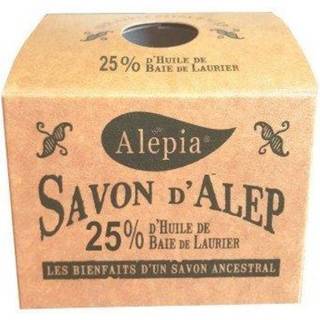 25% D'HUILE DE
BAIE DE LAURIER
Alepia®
SAVON D'ALEP
25% D'HUILE DE
BAIE DE LAURIER
LES BIENFAITS D'UN SAVON ANCESTRAL